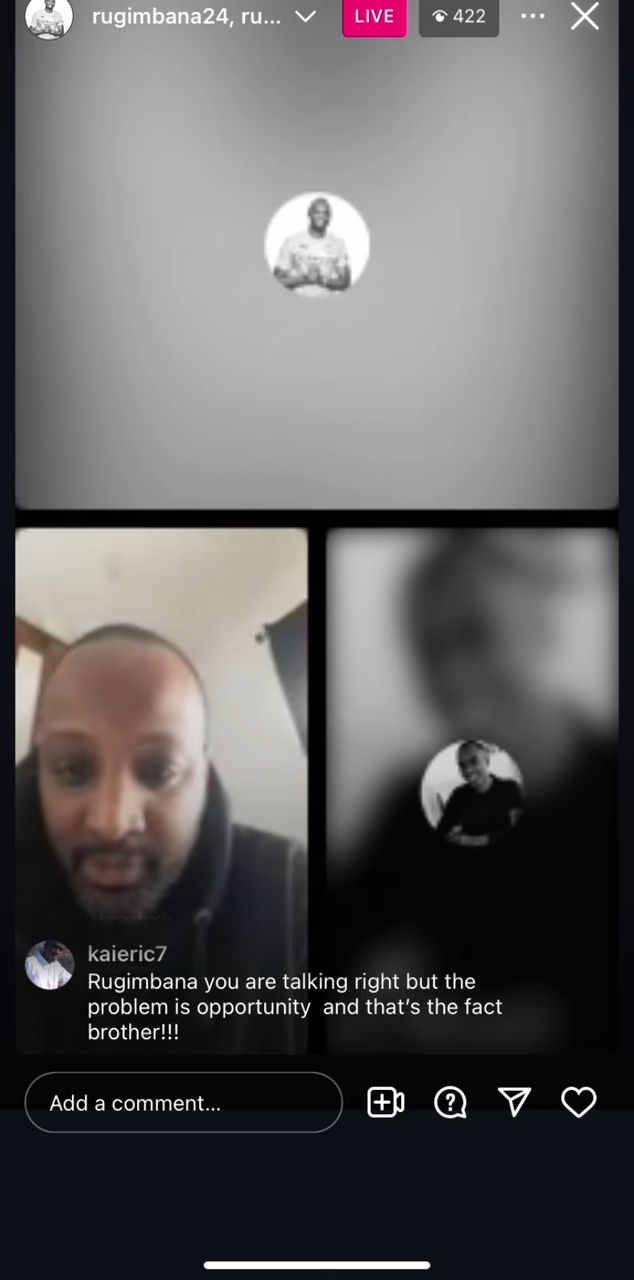 rugimbana24, ru...
LIVE
422
kaieric7
Rugimbana you are talking right but the
problem is opportunity  and that’s the fact
brother!!!
Add a comment...